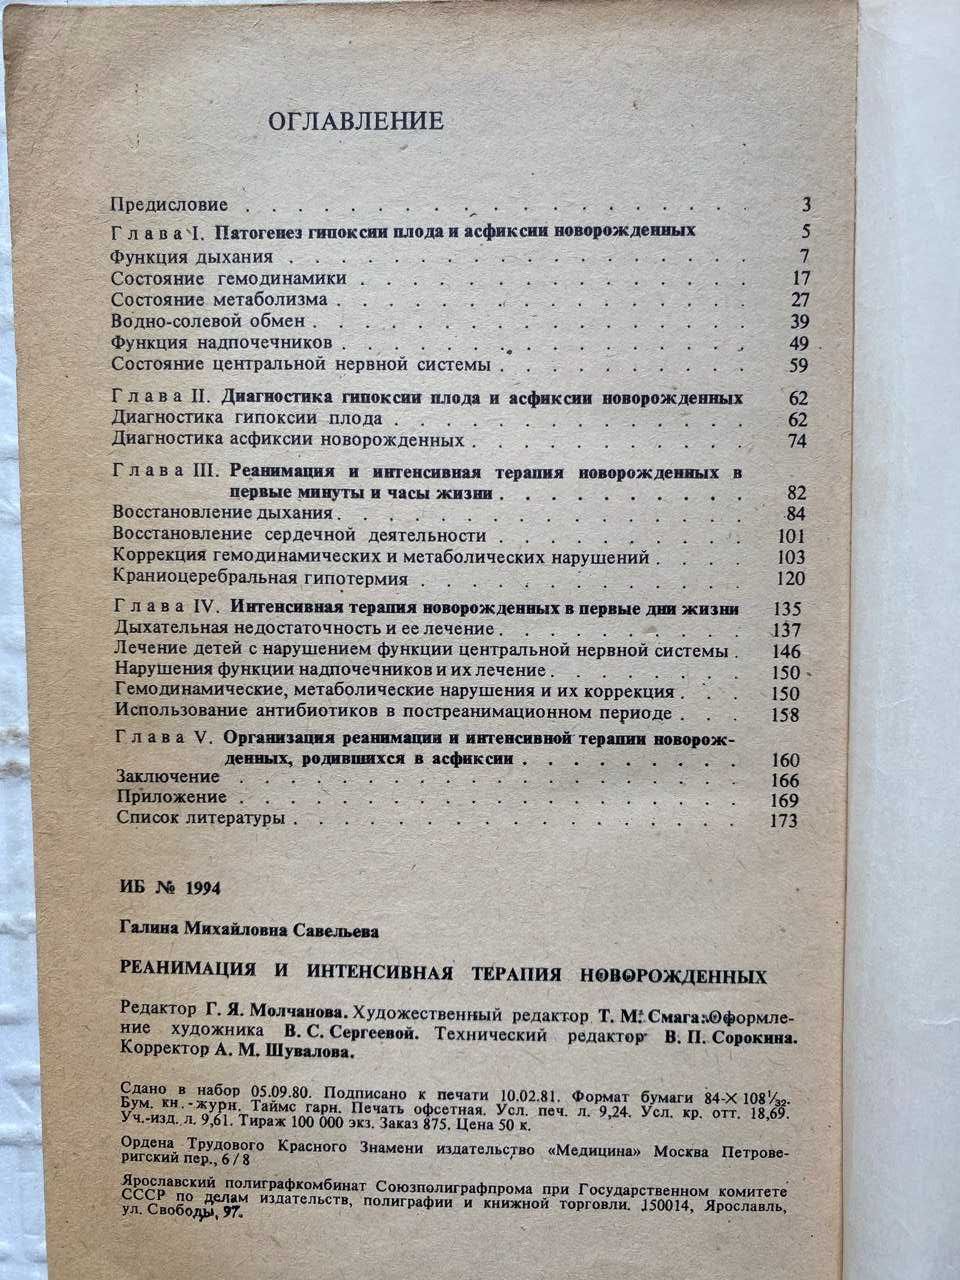 ОГЛАВЛЕНИЕ
Предисловие . . . . . . . . . . . . . . . . . . . 3
Глава I. Патогенез гипоксии плода и асфиксии новорожденных 5
Функция дыхания . . . . . . . . . . . . . . . . . . 7
Состояние гемодинамики . . . . . . . . . . . . . . . 17
Состояние метаболизма . . . . . . . . . . . . . . . 27
Водно-солевой обмен . . . . . . . . . . . . . . . . 39
Функция надпочечников . . . . . . . . . . . . . . . 49
Состояние центральной нервной системы . . . . . . . . . 59
Глава II. Диагностика гипоксии плода и асфиксии новорожденных 62
Диагностика гипоксии плода . . . . . . . . . . . . . 62
Диагностика асфиксии новорожденных . . . . . . . . . . 74
Глава III. Реанимация и интенсивная терапия новорожденных в
первые минуты и часы жизни . . . . . . . . . . 82
Восстановление дыхания . . . . . . . . . . . . . . . 84
Восстановление сердечной деятельности . . . . . . . . . 101
Коррекция гемодинамических и метаболических нарушений . . . . 103
Краниоцеребральная гипотермия . . . . . . . . . . . . 120
Глава IV. Интенсивная терапия новорожденных в первые дни жизни 135
Дыхательная недостаточность и ее лечение . . . . . . . . . 137
Лечение детей с нарушением функции центральной нервной системы . 146
Нарушения функции надпочечников и их лечение . . . . . . . 150
Гемодинамические, метаболические нарушения и их коррекция . . . 150
Использование антибиотиков в постреанимационном периоде . . . 158
Глава V. Организация реанимации и интенсивной терапии новорож-
денных, родившихся в асфиксии . . . . . . . . . 160
Заключение . . . . . . . . . . . . . . . . . . . 166
Приложение . . . . . . . . . . . . . . . . . . . 169
Список литературы . . . . . . . . . . . . . . . . . 173
ИБ № 1994
Галина Михайловна Савельева
РЕАНИМАЦИЯ И ИНТЕНСИВНАЯ ТЕРАПИЯ НОВОРОЖДЕННЫХ
Редактор Г. Я. Молчанова. Художественный редактор Т. М. Смага. Оформле-
ние художника В. С. Сергеевой. Технический редактор В. П. Сорокина.
Корректор А. М. Шувалова.
Сдано в набор 05.09.80. Подписано к печати 10.02.81. Формат бумаги 84×108 1/32.
Бум. кн.-журн. Таймс гарн. Печать офсетная. Усл. печ. л. 9,24. Усл. кр. отт. 18,69.
Уч.-изд. л. 9,61. Тираж 100 000 экз. Заказ 875. Цена 50 к.
Ордена Трудового Красного Знамени издательство «Медицина» Москва Петрове-
ригский пер., 6/8
Ярославский полиграфкомбинат Союзполиграфпрома при Государственном комитете
СССР по делам издательств, полиграфии и книжной торговли. 150014, Ярославль,
ул. Свободы, 97.